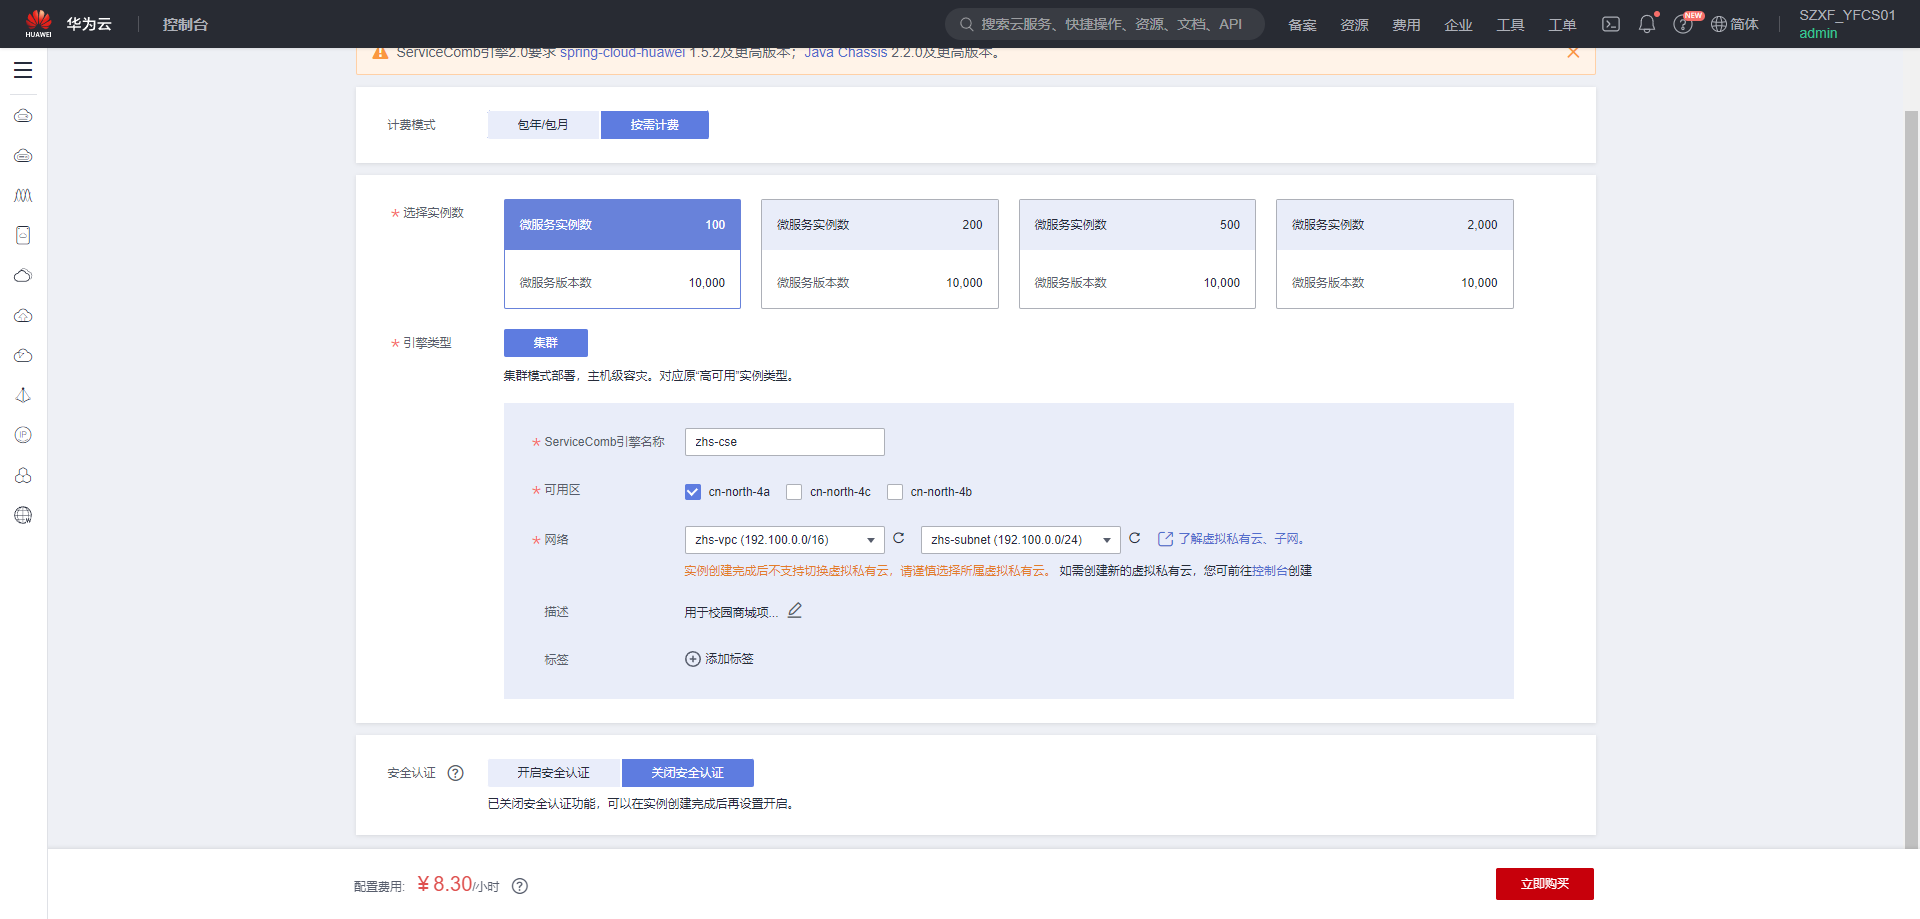 HUAWEI 华为云 控制台 搜索云服务、快捷操作、资源、文档、API 备案 资源 费用 企业 工具 工单 NEW 简体 SZXF_YFCS01
admin
ServiceComb引擎2.0要求 spring-cloud-huawei 1.5.2及更高版本；Java Chassis 2.2.0及更高版本。
计费模式 包年/包月 按需计费
* 选择实例数 微服务实例数 100 微服务实例数 200 微服务实例数 500 微服务实例数 2,000
微服务版本数 10,000 微服务版本数 10,000 微服务版本数 10,000 微服务版本数 10,000
* 引擎类型 集群
集群模式部署，主机级容灾。对应原“高可用”实例类型。
* ServiceComb引擎名称 zhs-cse
* 可用区 cn-north-4a cn-north-4c cn-north-4b
* 网络 zhs-vpc (192.100.0.0/16) zhs-subnet (192.100.0.0/24) 了解虚拟私有云、子网。
实例创建完成后不支持切换虚拟私有云，请谨慎选择所属虚拟私有云。 如需创建新的虚拟私有云，您可前往控制台创建
描述 用于校园商城项...
标签 添加标签
安全认证 ? 开启安全认证 关闭安全认证
已关闭安全认证功能，可以在实例创建完成后再设置开启。
配置费用: ¥8.30/小时 ? 立即购买